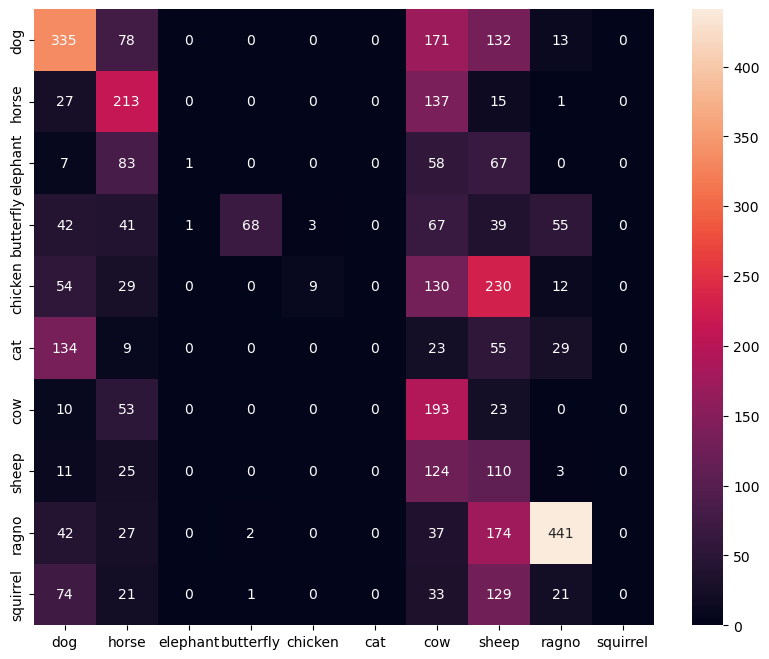 dog 335 78 0 0 0 0 171 132 13 0
horse 27 213 0 0 0 0 137 15 1 0
elephant 7 83 1 0 0 0 58 67 0 0
butterfly 42 41 1 68 3 0 67 39 55 0
chicken 54 29 0 0 9 0 130 230 12 0
cat 134 9 0 0 0 0 23 55 29 0
cow 10 53 0 0 0 0 193 23 0 0
sheep 11 25 0 0 0 0 124 110 3 0
ragno 42 27 0 2 0 0 37 174 441 0
squirrel 74 21 0 1 0 0 33 129 21 0
dog horse elephant butterfly chicken cat cow sheep ragno squirrel
400
350
300
250
200
150
100
50
0